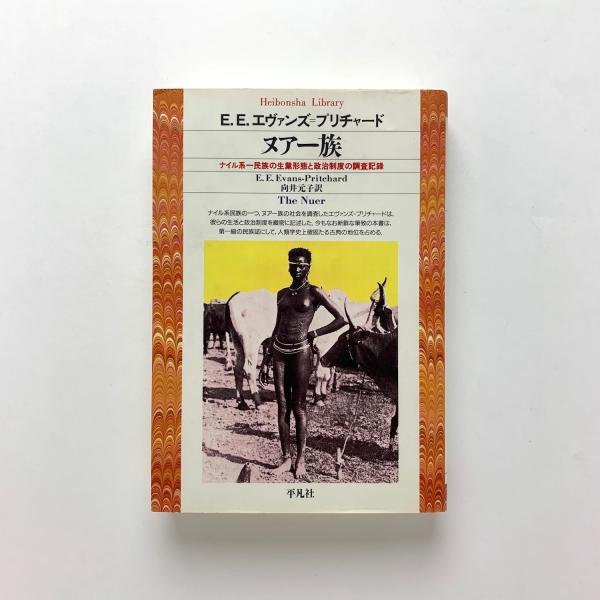 Heibonsha Library
E.E.エヴァンズ=プリチャード
ヌアー族
ナイル系一民族の生業形態と政治制度の調査記録
E.E.Evans-Pritchard
向井元子訳
The Nuer
ナイル系民族の一つ、ヌアー族の社会を調査したエヴァンズ-プリチャードは、
彼らの生活と政治制度を厳密に記述した。今もなお新鮮な筆致の本書は、
第一級の民族誌にして、人類学史上確固たる古典の地位を占める。
平凡社